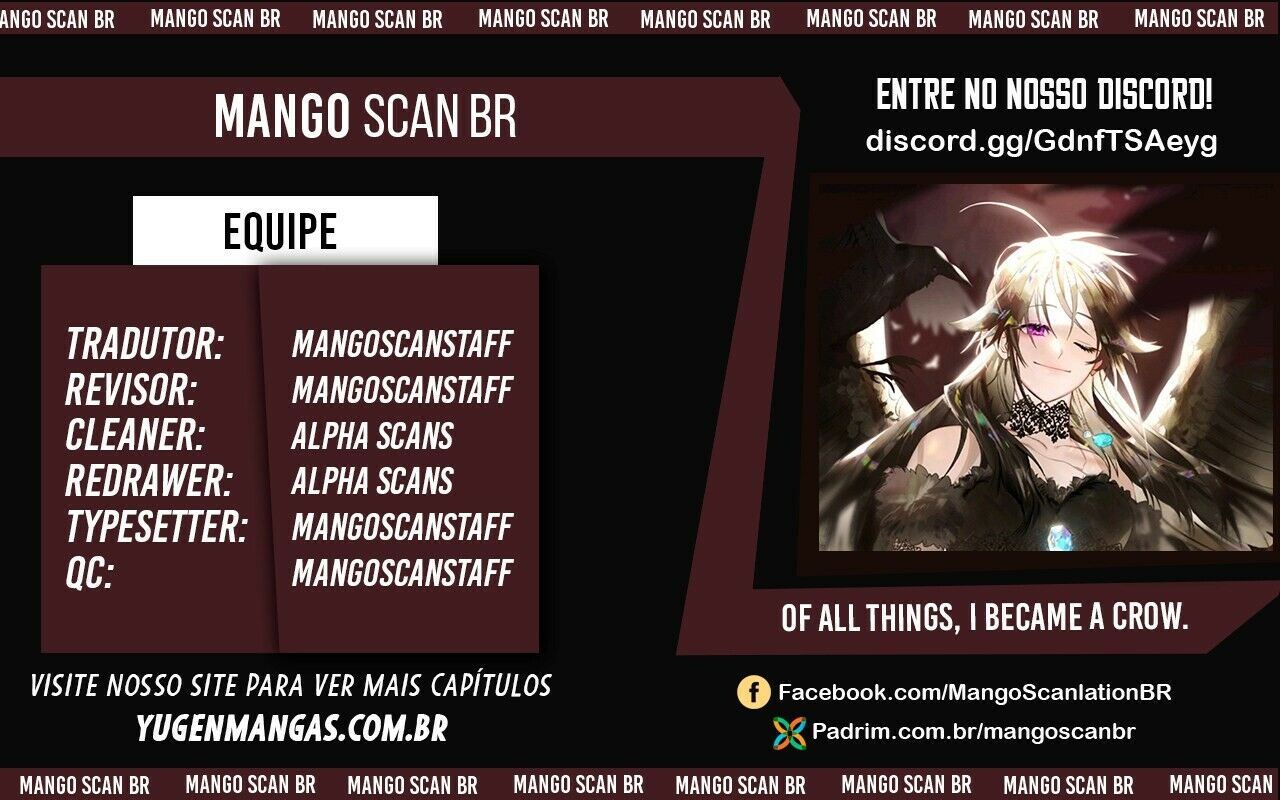 ANGO SCAN BR MANGO SCAN BR MANGO SCAN BR MANGO SCAN BR MANGO SCAN BR MANGO SCAN BR MANGO SCAN BR MANGO SCAN BR
MANGO SCAN BR
EQUIPE
TRADUTOR: MANGOSCANSTAFF
REVISOR: MANGOSCANSTAFF
CLEANER: ALPHA SCANS
REDRAWER: ALPHA SCANS
TYPESETTER: MANGOSCANSTAFF
QC: MANGOSCANSTAFF
VISITE NOSSO SITE PARA VER MAIS CAPÍTULOS
YUGENMANGAS.COM.BR
ENTRE NO NOSSO DISCORD!
discord.gg/GdnfTSAeyg
OF ALL THINGS, I BECAME A CROW.
Facebook.com/MangoScanlationBR
Padrim.com.br/mangoscanbr
MANGO SCAN BR MANGO SCAN BR MANGO SCAN BR MANGO SCAN BR MANGO SCAN BR MANGO SCAN BR MANGO SCAN BR MANGO SCAN